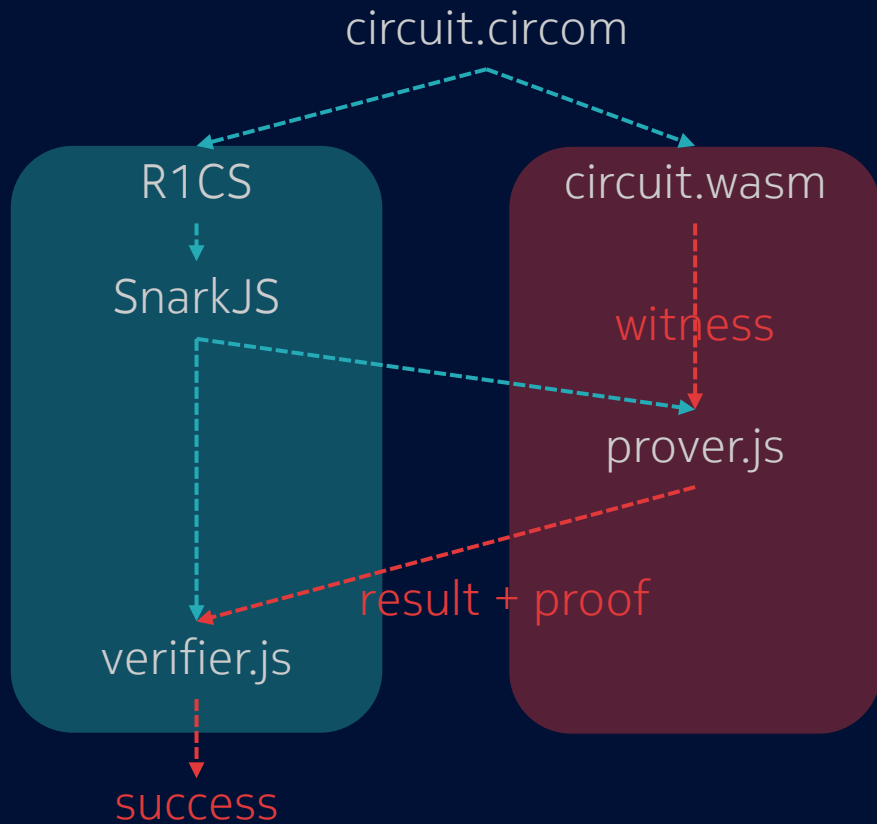 circuit.circom
R1CS
circuit.wasm
SnarkJS
witness
prover.js
result + proof
verifier.js
success